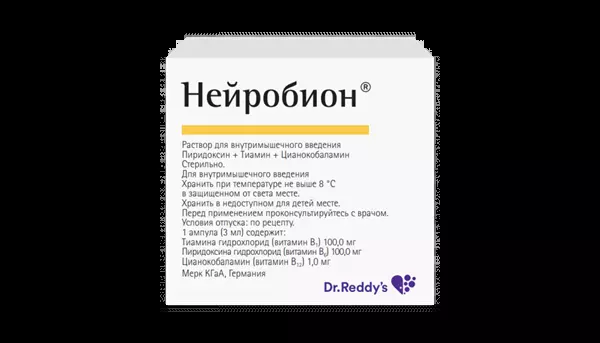 Нейробион®
Раствор для внутримышечного введения
Пиридоксин + Тиамин + Цианокобаламин
Стерильно.
Для внутримышечного введения
Хранить при температуре не выше 8 °C
в защищенном от света месте.
Хранить в недоступном для детей месте.
Перед применением проконсультируйтесь с врачом.
Условия отпуска: по рецепту.
1 ампула (3 мл) содержит:
Тиамина гидрохлорид (витамин B₁) 100,0 мг
Пиридоксина гидрохлорид (витамин B₆) 100,0 мг
Цианокобаламин (витамин B₁₂) 1,0 мг
Мерк КГаА, Германия
Dr.Reddy's